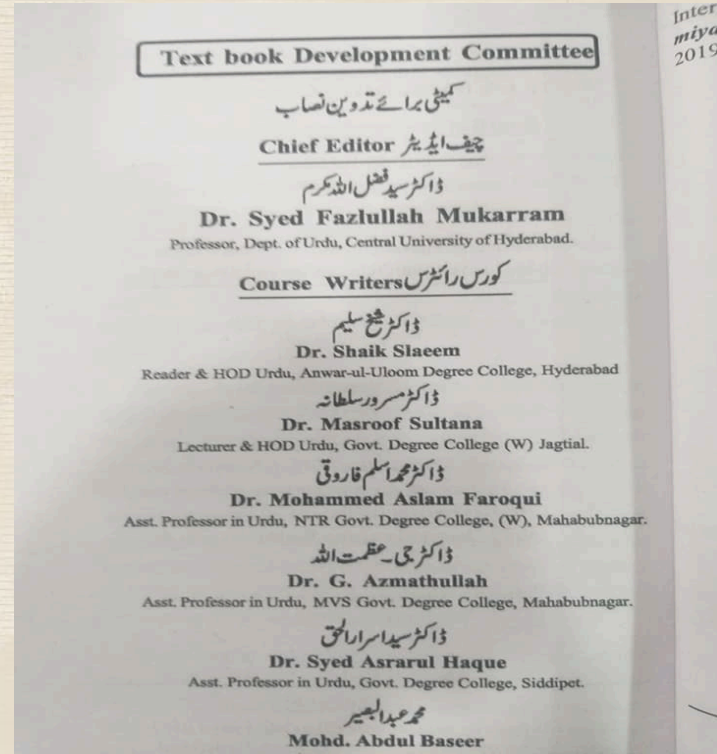 Text book Development Committee
کمیٹی برائے تدوین نصاب
Chief Editor چیف ایڈیٹر
ڈاکٹر سید فضل اللہ مکرم
Dr. Syed Fazlullah Mukarram
Professor, Dept. of Urdu, Central University of Hyderabad.
Course Writers کورس رائٹرس
ڈاکٹر شیخ سلیم
Dr. Shaik Slaeem
Reader & HOD Urdu, Anwar-ul-Uloom Degree College, Hyderabad
ڈاکٹر مسرور سلطانہ
Dr. Masroof Sultana
Lecturer & HOD Urdu, Govt. Degree College (W) Jagtial.
ڈاکٹر محمد اسلم فاروقی
Dr. Mohammed Aslam Faroqui
Asst. Professor in Urdu, NTR Govt. Degree College, (W), Mahabubnagar.
ڈاکٹر جی۔ عظمت اللہ
Dr. G. Azmathullah
Asst. Professor in Urdu, MVS Govt. Degree College, Mahabubnagar.
ڈاکٹر سید اسرار الحق
Dr. Syed Asrarul Haque
Asst. Professor in Urdu, Govt. Degree College, Siddipet.
محمد عبدالبصیر
Mohd. Abdul Baseer
Inter
miya
2019